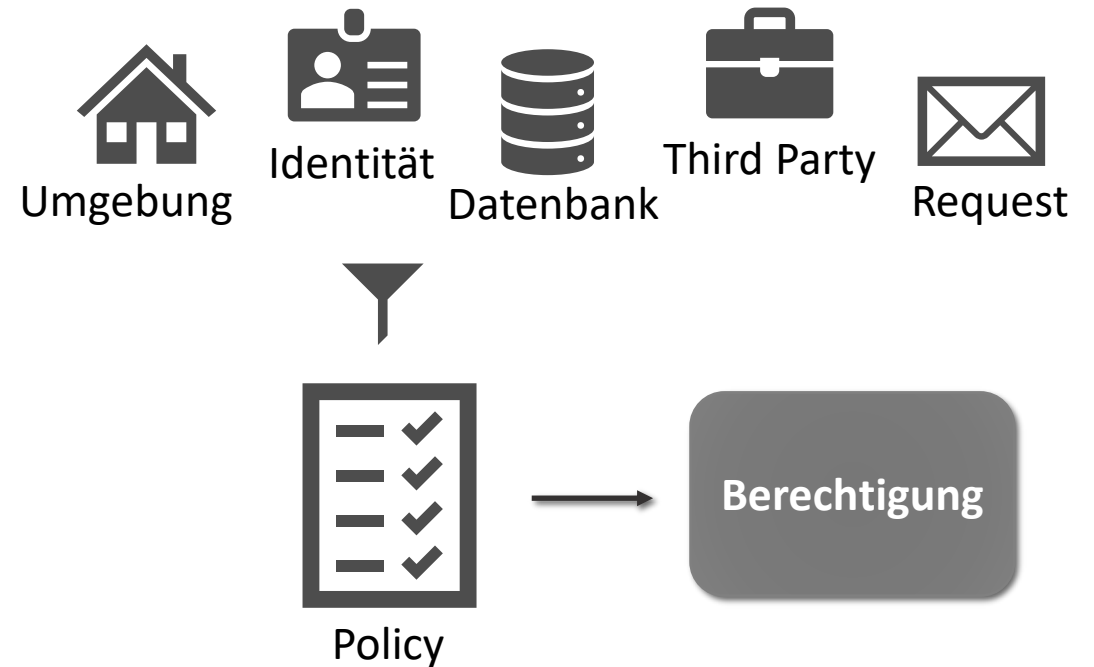 Umgebung
Identität
Datenbank
Third Party
Request
Policy
Berechtigung